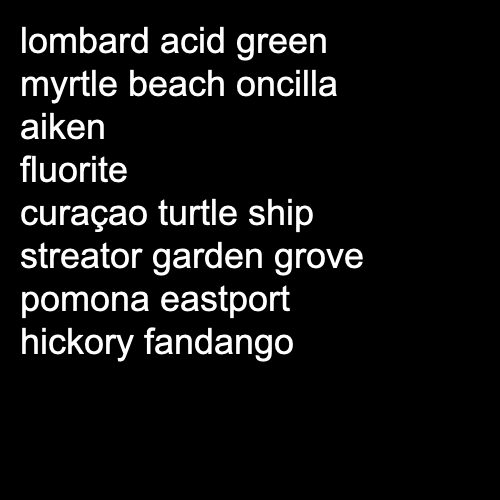 lombard acid green
myrtle beach oncilla
aiken
fluorite
curaçao turtle ship
streator garden grove
pomona eastport
hickory fandango